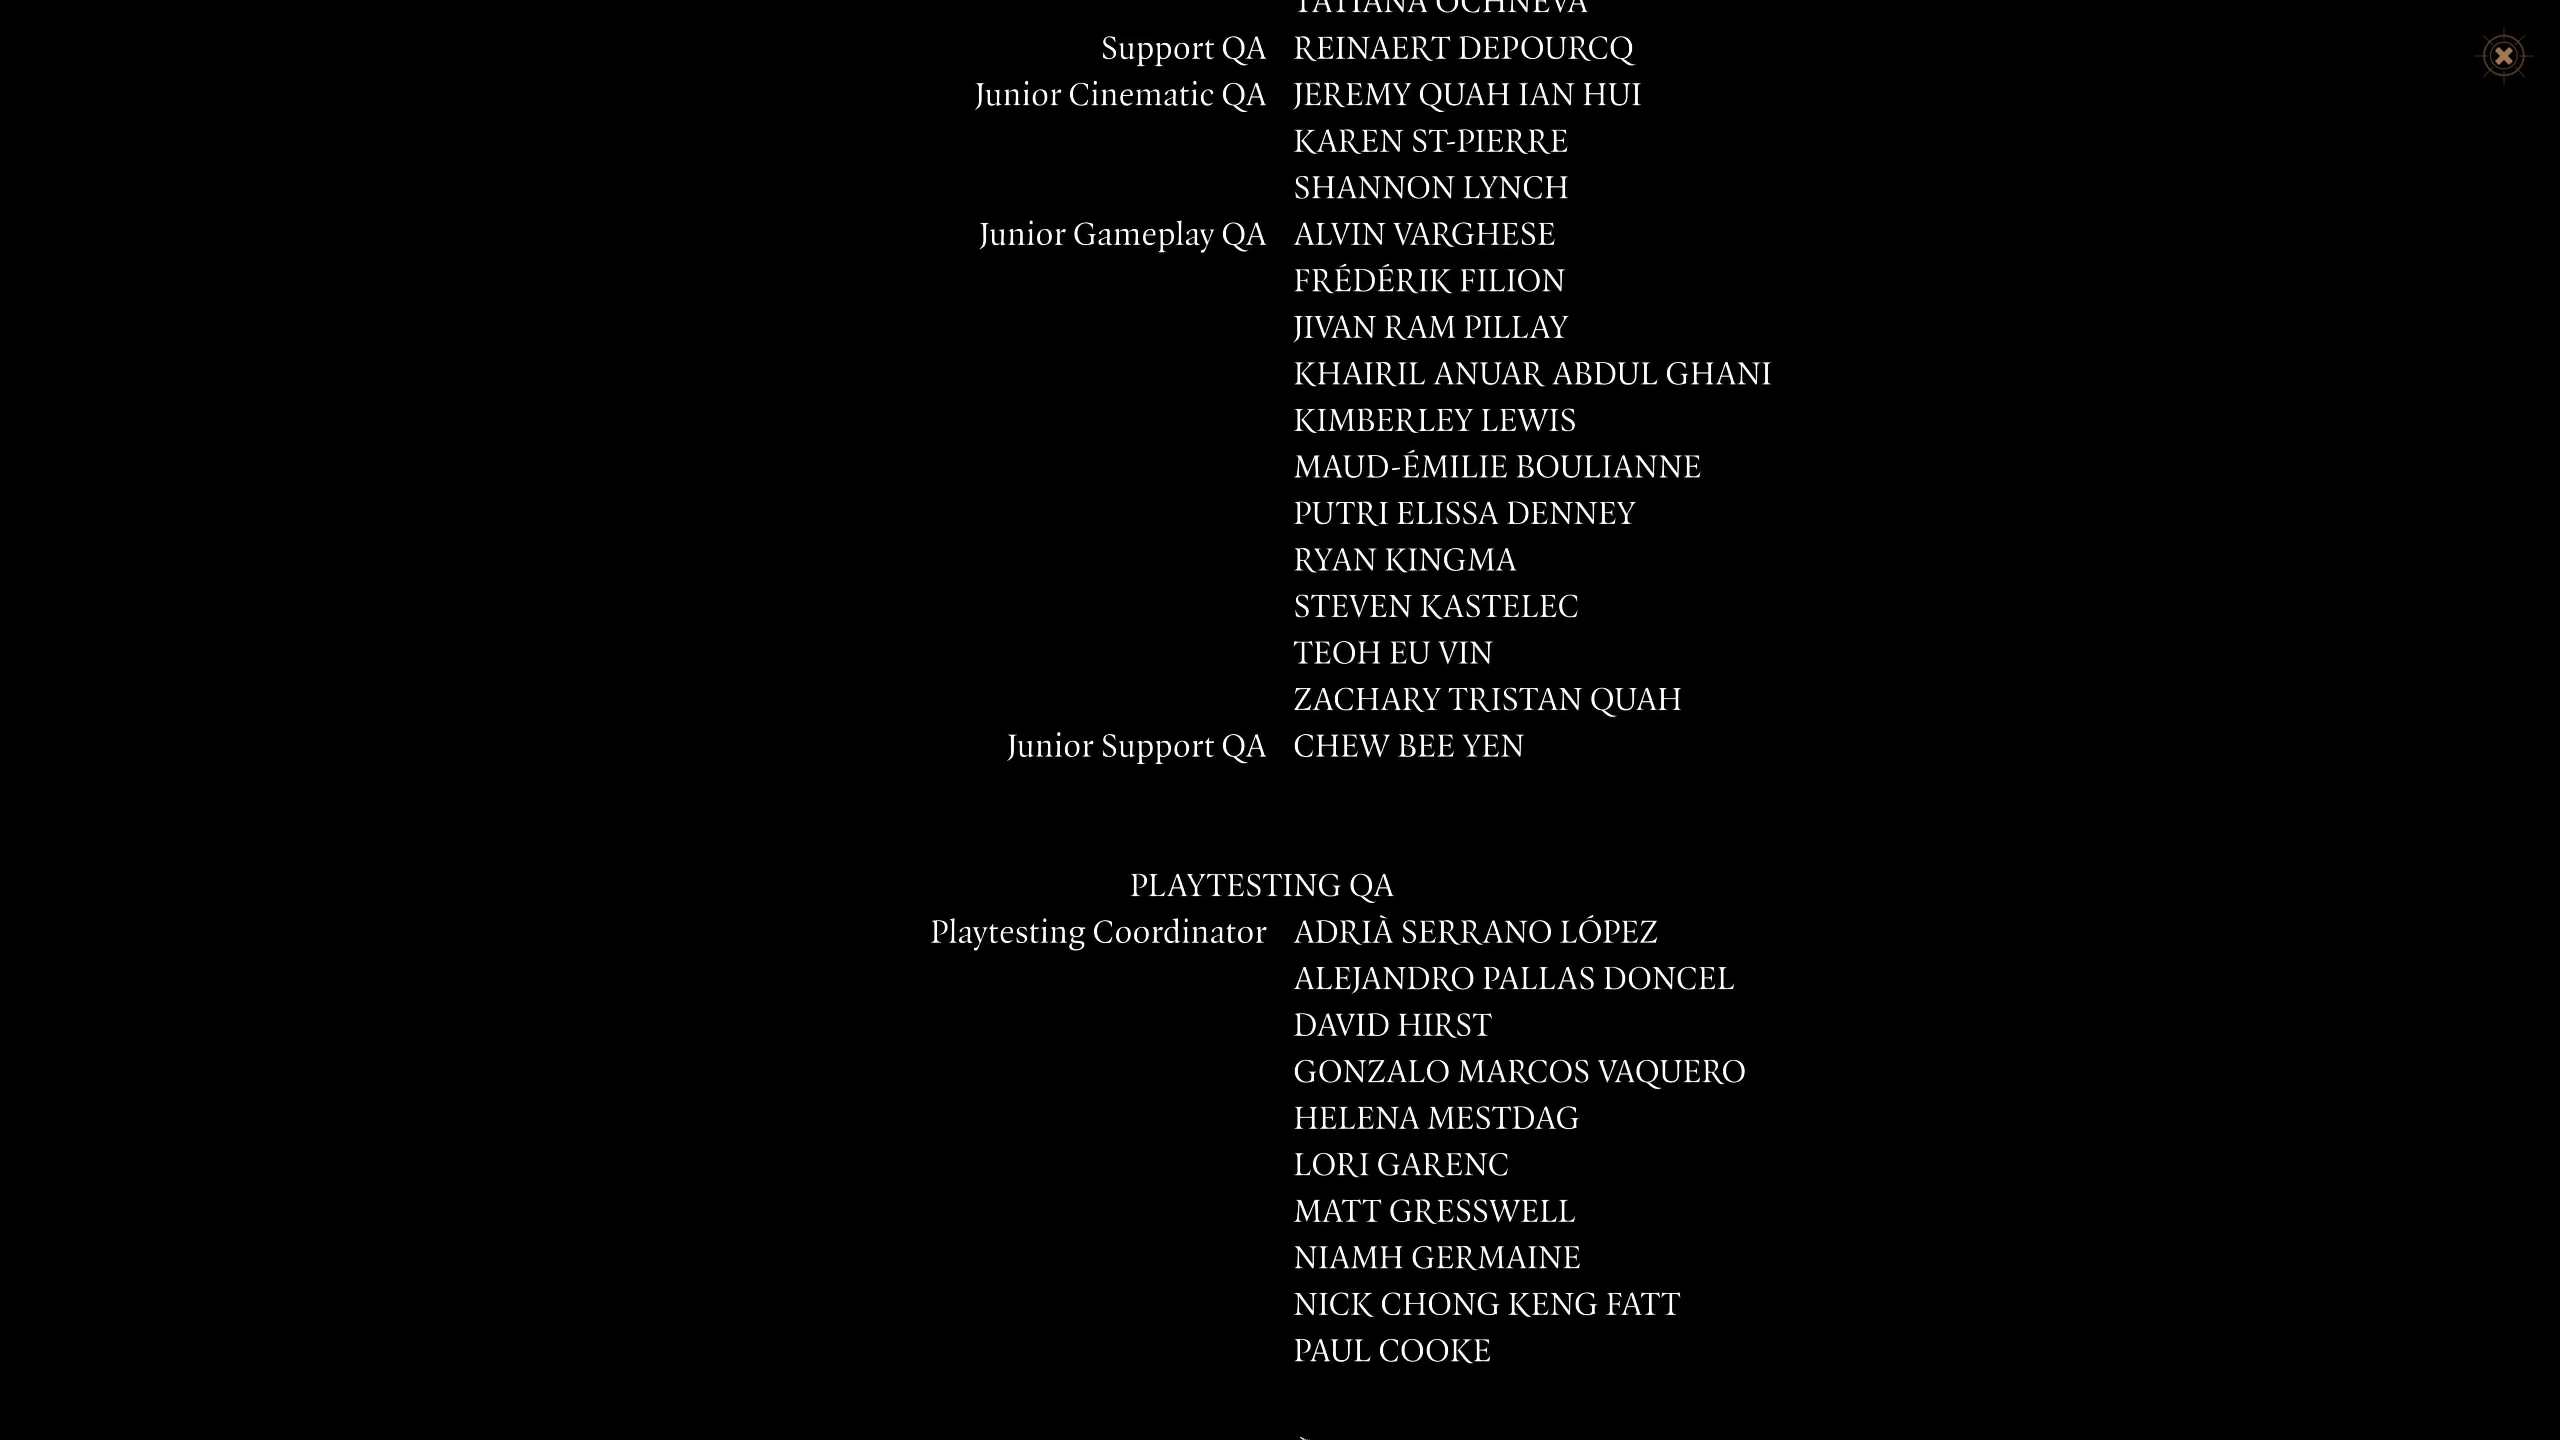 TATIANA OCHNEVA
Support QA REINAERT DEPOURCQ
Junior Cinematic QA JEREMY QUAH IAN HUI
KAREN ST-PIERRE
SHANNON LYNCH
Junior Gameplay QA ALVIN VARGHESE
FRÉDÉRIK FILION
JIVAN RAM PILLAY
KHAIRIL ANUAR ABDUL GHANI
KIMBERLEY LEWIS
MAUD-ÉMILIE BOULIANNE
PUTRI ELISSA DENNEY
RYAN KINGMA
STEVEN KASTELEC
TEOH EU VIN
ZACHARY TRISTAN QUAH
Junior Support QA CHEW BEE YEN
PLAYTESTING QA
Playtesting Coordinator ADRIÀ SERRANO LÓPEZ
ALEJANDRO PALLAS DONCEL
DAVID HIRST
GONZALO MARCOS VAQUERO
HELENA MESTDAG
LORI GARENC
MATT GRESSWELL
NIAMH GERMAINE
NICK CHONG KENG FATT
PAUL COOKE